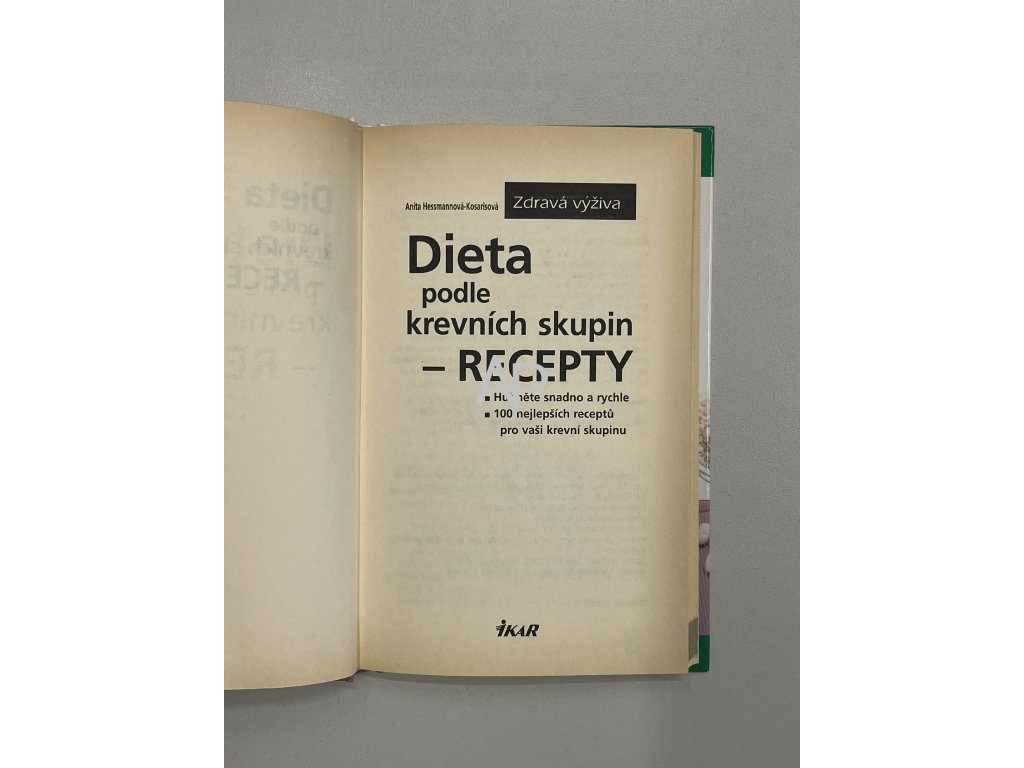 Anita Hessmannová-Kosarisová
Zdravá výživa
Dieta
podle
krevních skupin
– RECEPTY
▪ snadno a rychle
▪ 100 nejlepších receptů
pro vaši krevní skupinu
IKAR